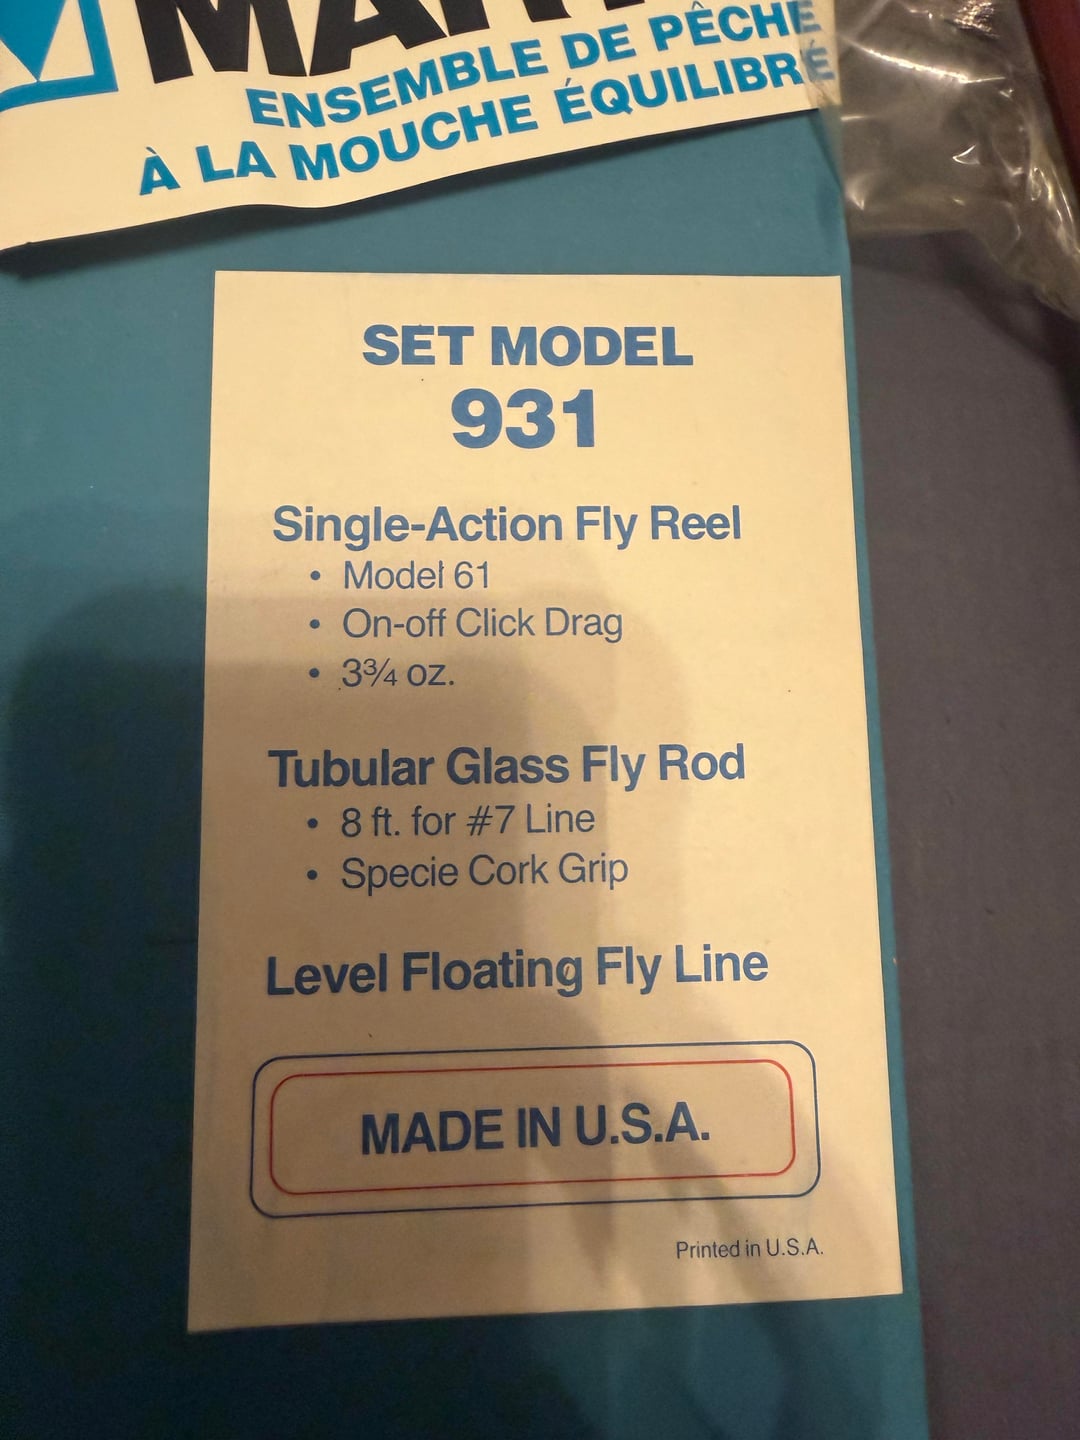 ENSEMBLE DE PÊCHE
À LA MOUCHE ÉQUILIBRÉ
SET MODEL
931
Single-Action Fly Reel
• Model 61
• On-off Click Drag
• 3¾ oz.
Tubular Glass Fly Rod
• 8 ft. for #7 Line
• Specie Cork Grip
Level Floating Fly Line
MADE IN U.S.A.
Printed in U.S.A.